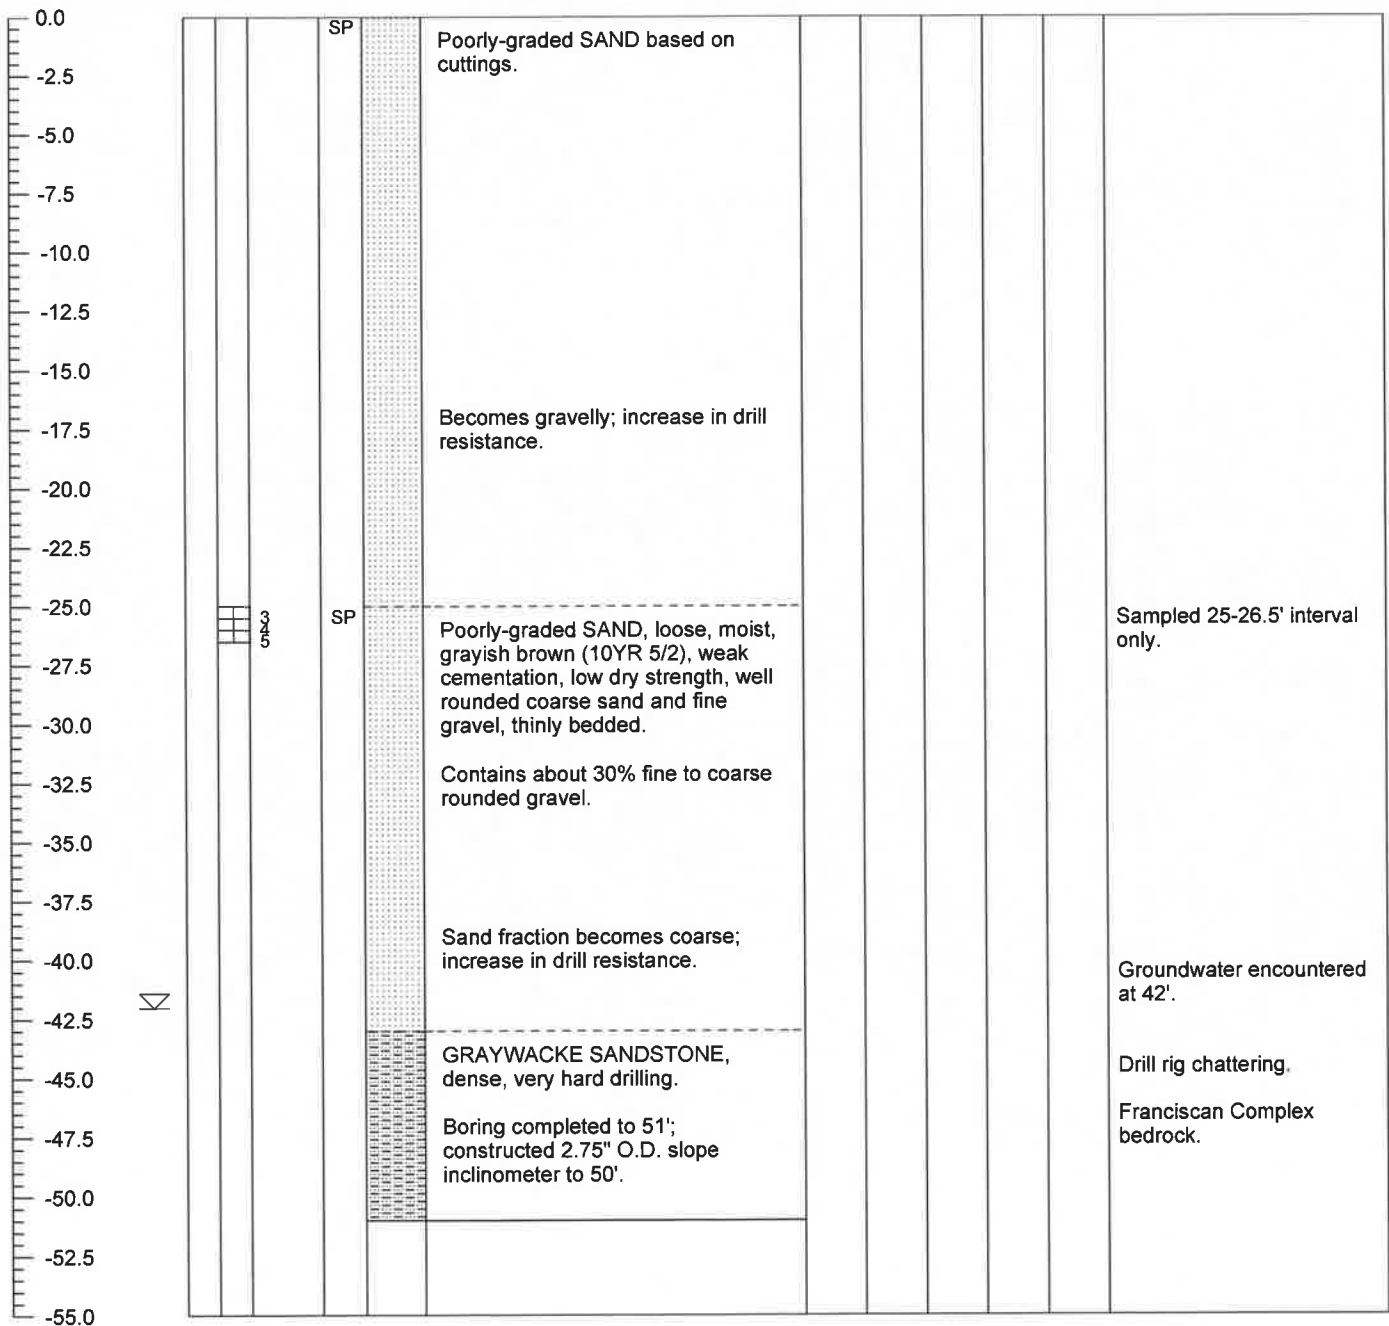 0.0
SP
Poorly-graded SAND based on
cuttings.
-2.5
-5.0
-7.5
-10.0
-12.5
-15.0
Becomes gravelly; increase in drill
resistance.
-17.5
-20.0
-22.5
-25.0
3
4
5
SP
Poorly-graded SAND, loose, moist,
grayish brown (10YR 5/2), weak
cementation, low dry strength, well
rounded coarse sand and fine
gravel, thinly bedded.
Sampled 25-26.5' interval
only.
-27.5
-30.0
Contains about 30% fine to coarse
rounded gravel.
-32.5
-35.0
-37.5
Sand fraction becomes coarse;
increase in drill resistance.
-40.0
Groundwater encountered
at 42'.
-42.5
GRAYWACKE SANDSTONE,
dense, very hard drilling.
Drill rig chattering.
-45.0
Boring completed to 51';
constructed 2.75" O.D. slope
inclinometer to 50'.
Franciscan Complex
bedrock.
-47.5
-50.0
-52.5
-55.0